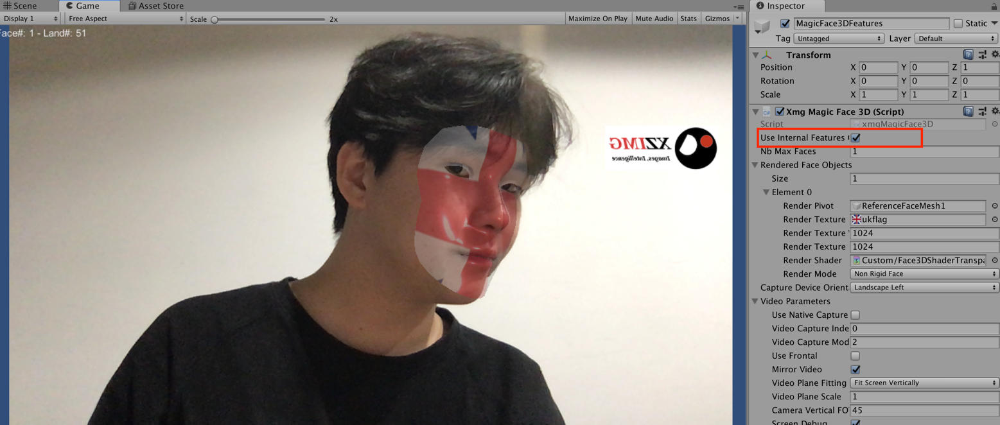 Scene Game Asset Store
Display 1 Free Aspect Scale 2x Maximize On Play Mute Audio Stats Gizmos
Face#: 1 - Land#: 51
XZIMG
Images, Intelligence
Inspector
MagicFace3DFeatures Static
Tag Untagged Layer Default
Transform
Position X 0 Y 0 Z 1
Rotation X 0 Y 0 Z 0
Scale X 1 Y 1 Z 1
C# Xmg Magic Face 3D (Script)
Script xmgMagicFace3D
Use Internal Features
Nb Max Faces 1
Rendered Face Objects
Size 1
Element 0
Render Pivot ReferenceFaceMesh1
Render Texture ukflag
Render Texture 1024
Render Texture 1024
Render Shader Custom/Face3DShaderTranspa
Render Mode Non Rigid Face
Capture Device Orient Landscape Left
Video Parameters
Use Native Capture
Video Capture Inde 0
Video Capture Mod 2
Use Frontal
Mirror Video
Video Plane Fitting Fit Screen Vertically
Video Plane Scale 1
Camera Vertical FO 45
Screen Debug